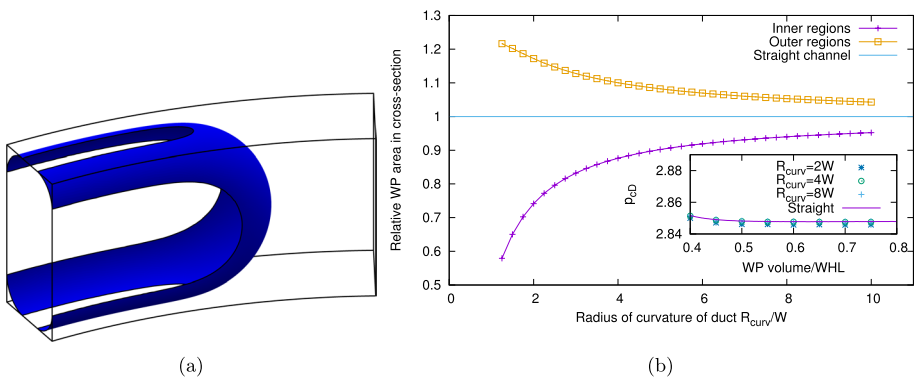 1.3
1.2
1.1
1
0.9
0.8
0.7
0.6
0.5
Relative WP area in cross-section
Inner regions
Outer regions
Straight channel
2.88
2.86
2.84
p_cD
R_curv=2W
R_curv=4W
R_curv=8W
Straight
0.4 0.5 0.6 0.7 0.8
WP volume/WHL
0 2 4 6 8 10
Radius of curvature of duct R_curv/W
(a) (b)